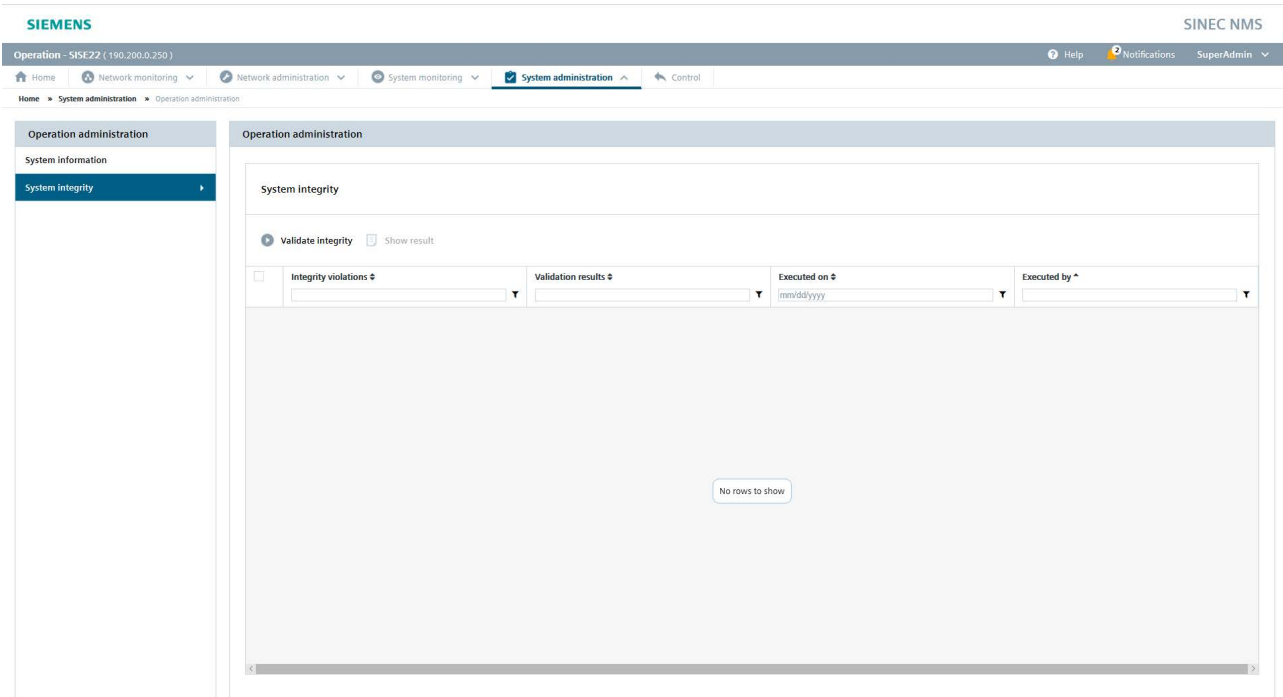 SIEMENS
SINEC NMS
Operation - SISE22 ( 190.200.0.250 )
Help
2
Notifications
SuperAdmin
Home
Network monitoring
Network administration
System monitoring
System administration
Control
Home » System administration » Operation administration
Operation administration
System information
System integrity
Operation administration
System integrity
Validate integrity
Show result
Integrity violations
Validation results
Executed on
Executed by
mm/dd/yyyy
No rows to show